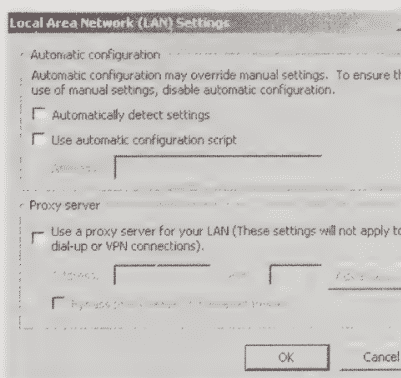 Local Area Network (LAN) Settings
Automatic configuration
Automatic configuration may override manual settings. To ensure th
use of manual settings, disable automatic configuration.
Automatically detect settings
Use automatic configuration script
Proxy server
Use a proxy server for your LAN (These settings will not apply to
dial-up or VPN connections).
OK
Cancel